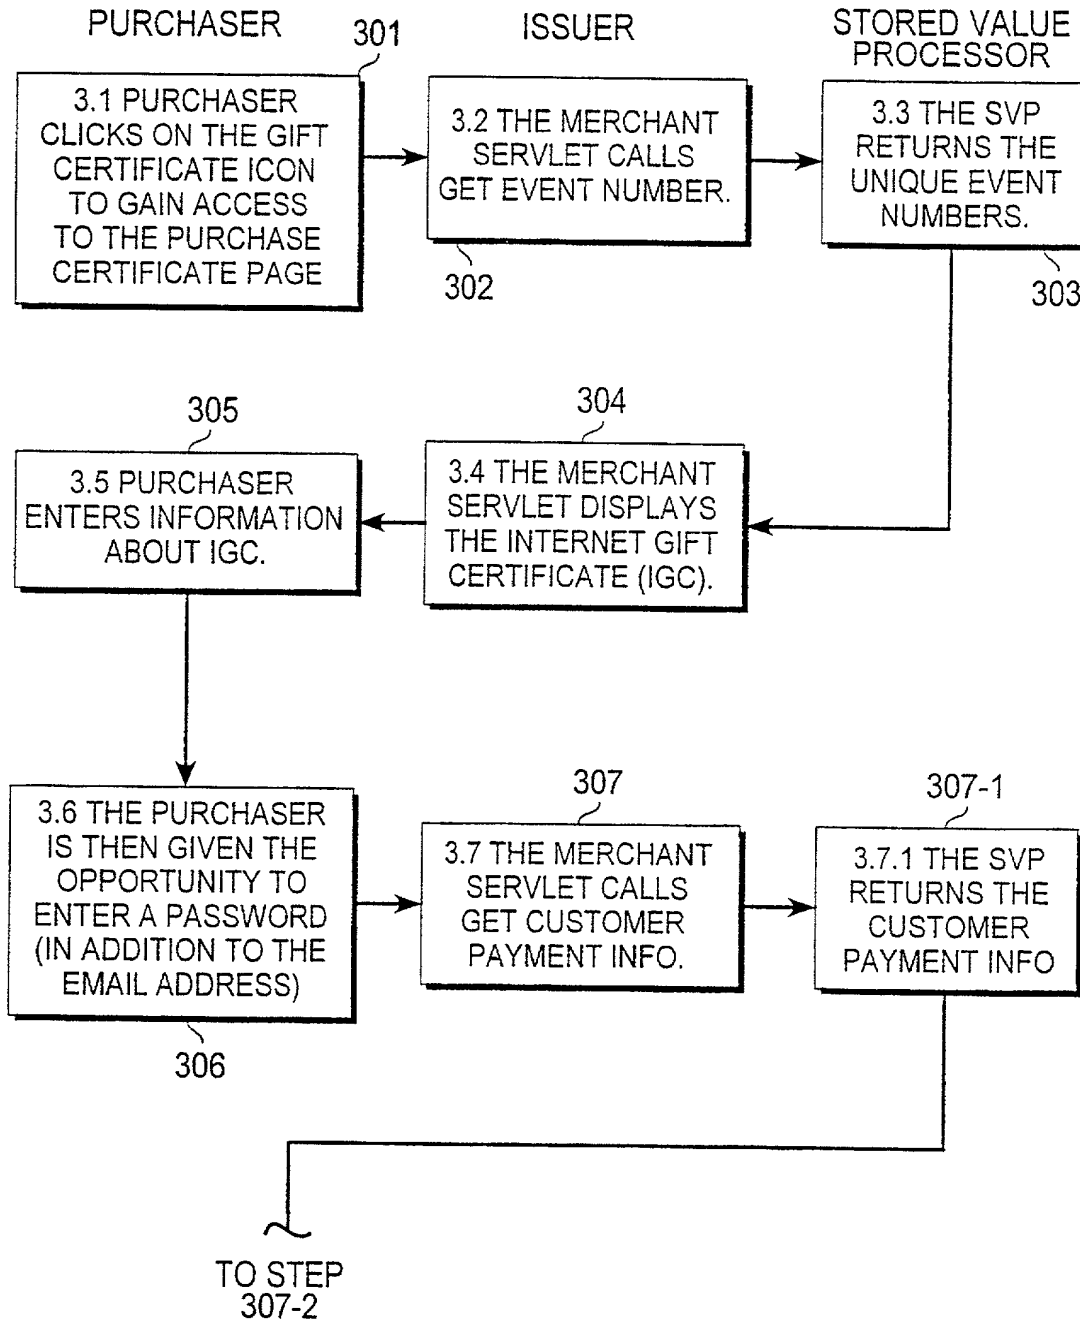 PURCHASER
ISSUER
STORED VALUE
PROCESSOR
301
3.1 PURCHASER
CLICKS ON THE GIFT
CERTIFICATE ICON
TO GAIN ACCESS
TO THE PURCHASE
CERTIFICATE PAGE
3.2 THE MERCHANT
SERVLET CALLS
GET EVENT NUMBER.
302
3.3 THE SVP
RETURNS THE
UNIQUE EVENT
NUMBERS.
303
304
3.4 THE MERCHANT
SERVLET DISPLAYS
THE INTERNET GIFT
CERTIFICATE (IGC).
305
3.5 PURCHASER
ENTERS INFORMATION
ABOUT IGC.
3.6 THE PURCHASER
IS THEN GIVEN THE
OPPORTUNITY TO
ENTER A PASSWORD
(IN ADDITION TO THE
EMAIL ADDRESS)
306
307
3.7 THE MERCHANT
SERVLET CALLS
GET CUSTOMER
PAYMENT INFO.
307-1
3.7.1 THE SVP
RETURNS THE
CUSTOMER
PAYMENT INFO
TO STEP
307-2